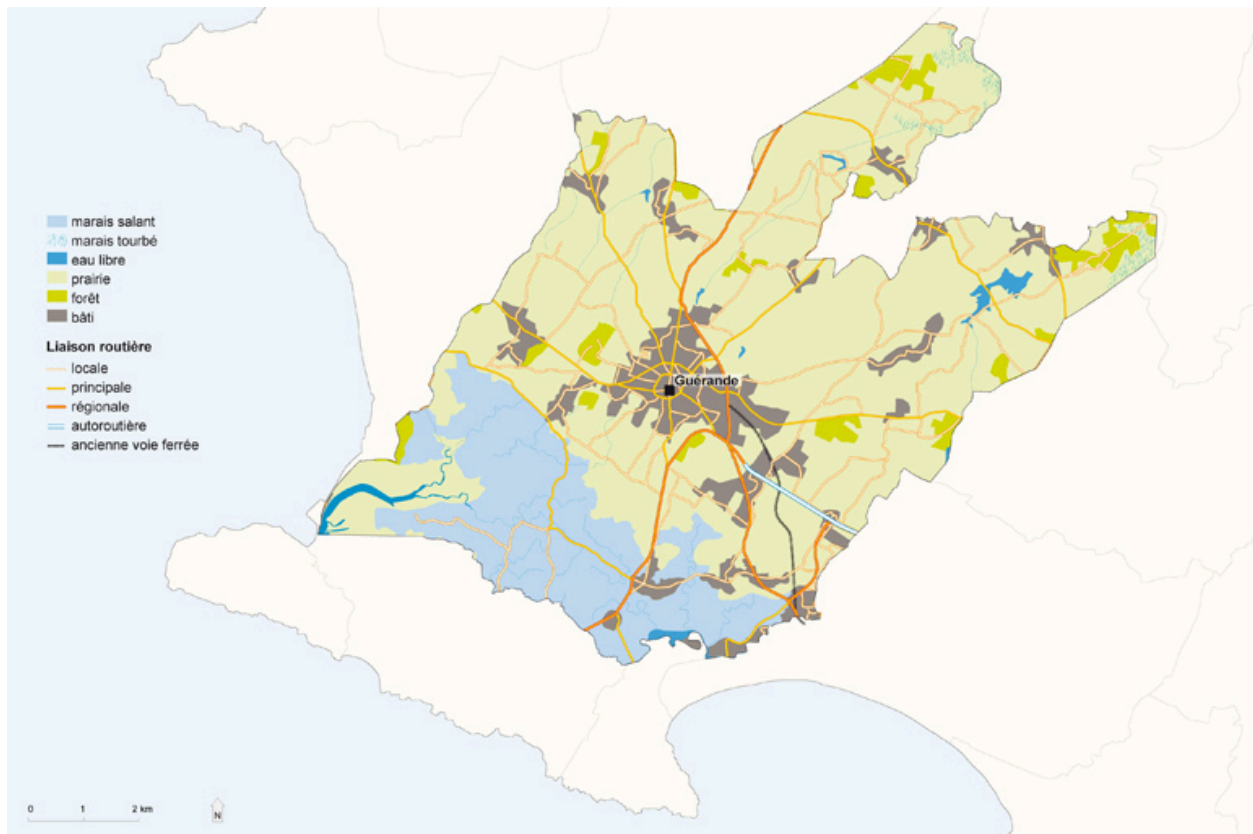 marais salant
marais tourbé
eau libre
prairie
forêt
bâti
Liaison routière
locale
principale
régionale
autoroutière
ancienne voie ferrée
Guérande
0 1 2 km
N